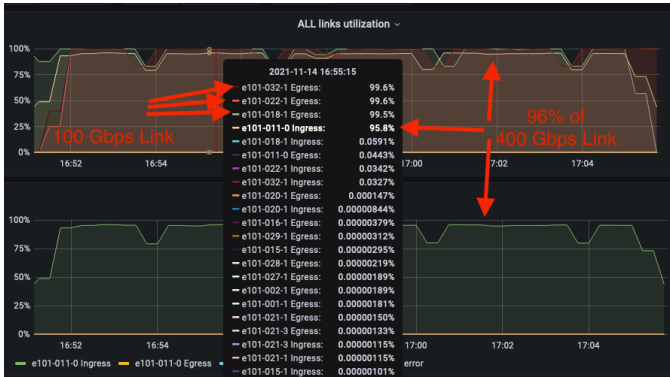 ALL links utilization
100%
75%
50%
25%
0%
16:52
16:54
17:00
17:02
17:04
100 Gbps Link
96% of
400 Gbps Link
2021-11-14 16:55:15
e101-032-1 Egress: 99.6%
e101-022-1 Egress: 99.6%
e101-018-1 Egress: 99.5%
e101-011-0 Ingress: 95.8%
e101-018-1 Ingress: 0.0591%
e101-011-0 Egress: 0.0443%
e101-022-1 Ingress: 0.0342%
e101-032-1 Ingress: 0.0327%
e101-020-1 Egress: 0.000147%
e101-020-1 Ingress: 0.00000844%
e101-016-1 Egress: 0.00000379%
e101-029-1 Egress: 0.00000312%
e101-015-1 Egress: 0.00000295%
e101-028-1 Egress: 0.00000219%
e101-027-1 Egress: 0.00000189%
e101-002-1 Egress: 0.00000189%
e101-001-1 Egress: 0.00000181%
e101-021-1 Egress: 0.00000150%
e101-021-3 Egress: 0.00000133%
e101-021-3 Ingress: 0.00000115%
e101-021-1 Ingress: 0.00000115%
e101-015-1 Ingress: 0.00000101%
100%
75%
50%
25%
0%
16:52
16:54
17:00
17:02
17:04
e101-011-0 Ingress
e101-011-0 Egress
error